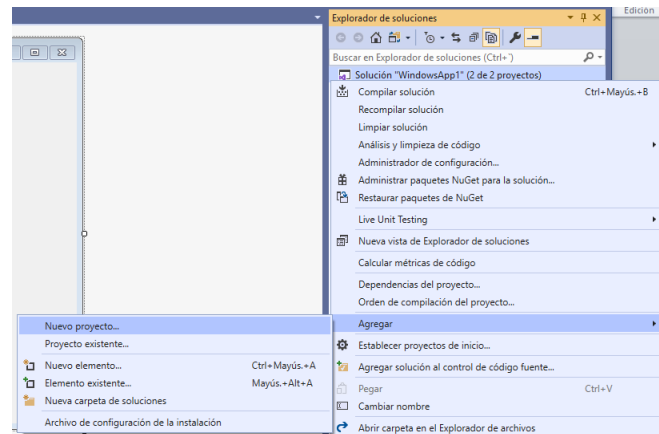 Edición
Explorador de soluciones
Buscar en Explorador de soluciones (Ctrl+´)
Solución "WindowsApp1" (2 de 2 proyectos)
Compilar solución Ctrl+Mayús.+B
Recompilar solución
Limpiar solución
Análisis y limpieza de código
Administrador de configuración...
Administrar paquetes NuGet para la solución...
Restaurar paquetes de NuGet
Live Unit Testing
Nueva vista de Explorador de soluciones
Calcular métricas de código
Dependencias del proyecto...
Orden de compilación del proyecto...
Agregar
Nuevo proyecto...
Proyecto existente...
Nuevo elemento... Ctrl+Mayús.+A
Elemento existente... Mayús.+Alt+A
Nueva carpeta de soluciones
Archivo de configuración de la instalación
Establecer proyectos de inicio...
Agregar solución al control de código fuente...
Pegar Ctrl+V
Cambiar nombre
Abrir carpeta en el Explorador de archivos